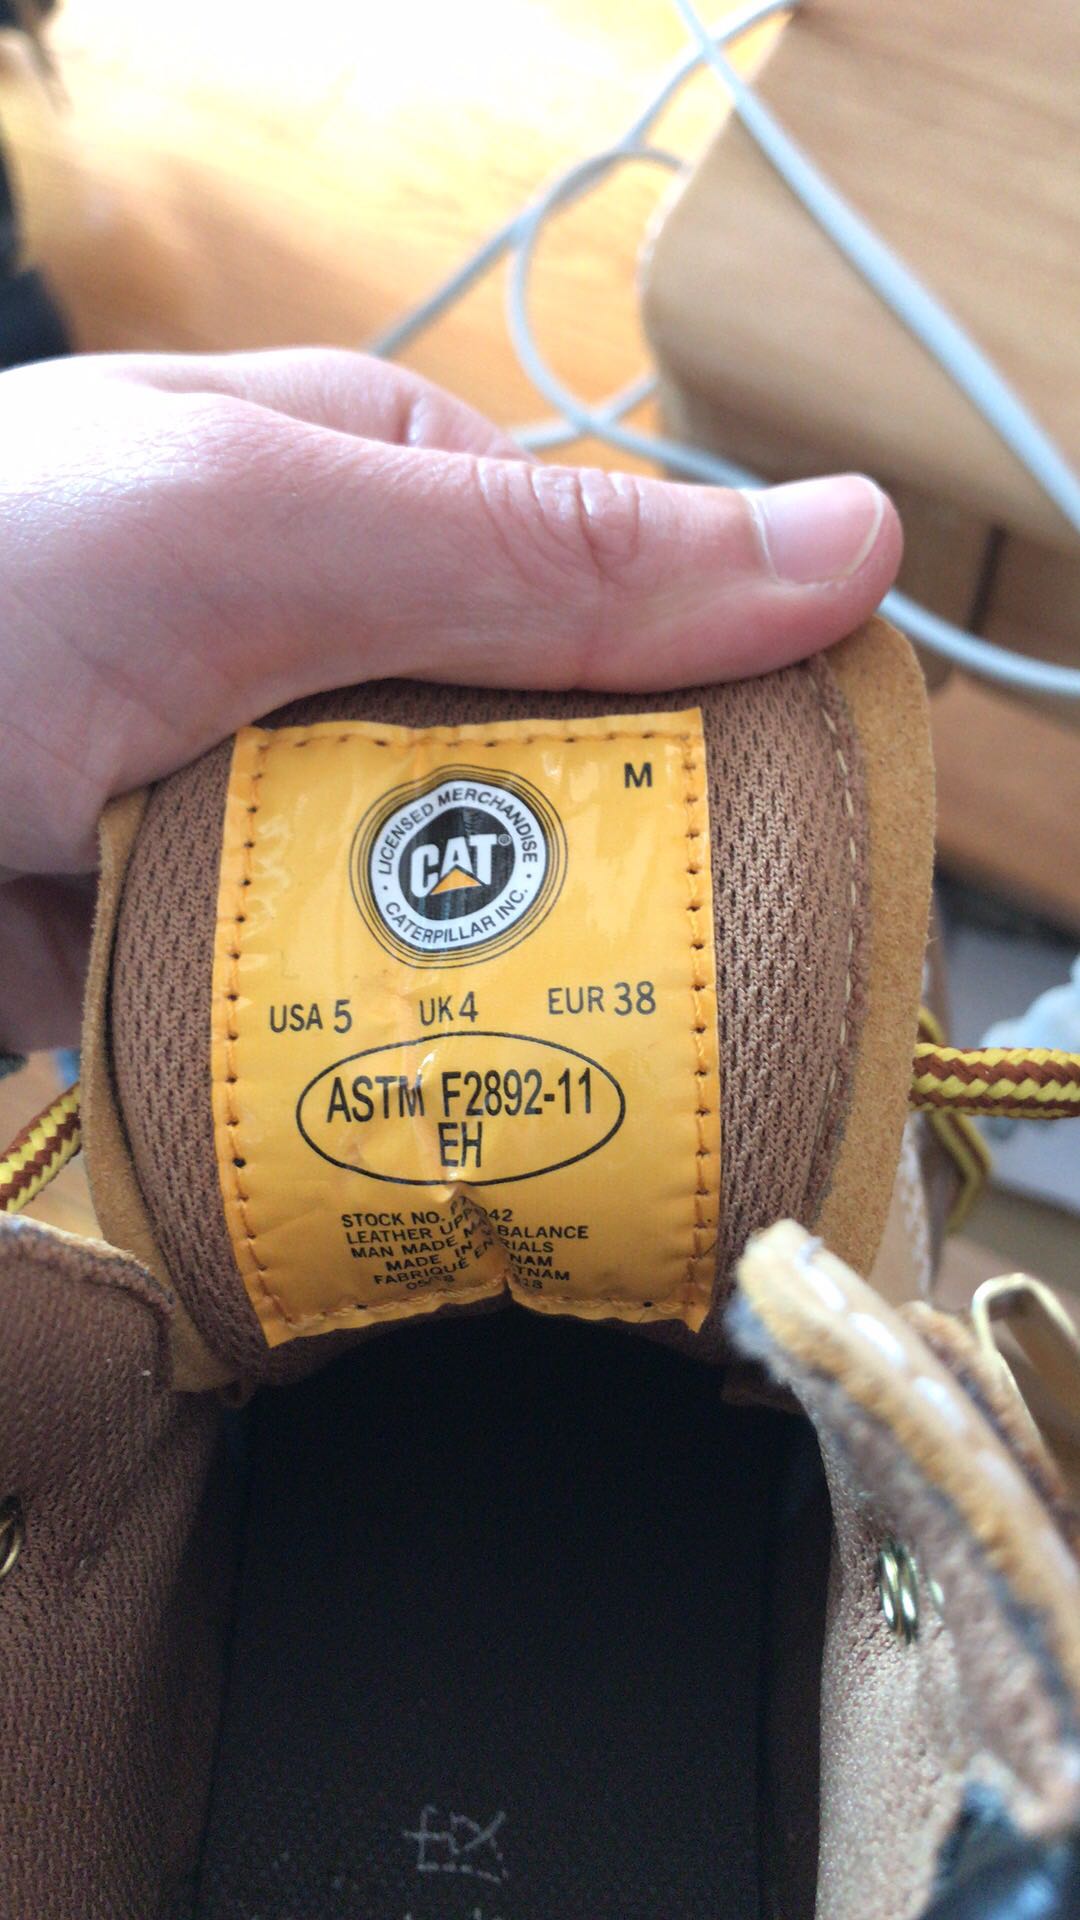 M
LICENSED MERCHANDISE
CAT®
CATERPILLAR INC.
USA 5 UK 4 EUR 38
ASTM F2892-11
EH
STOCK NO.
LEATHER BALANCE
MAN MADE
MADE IN
FABRIQUÉ EN